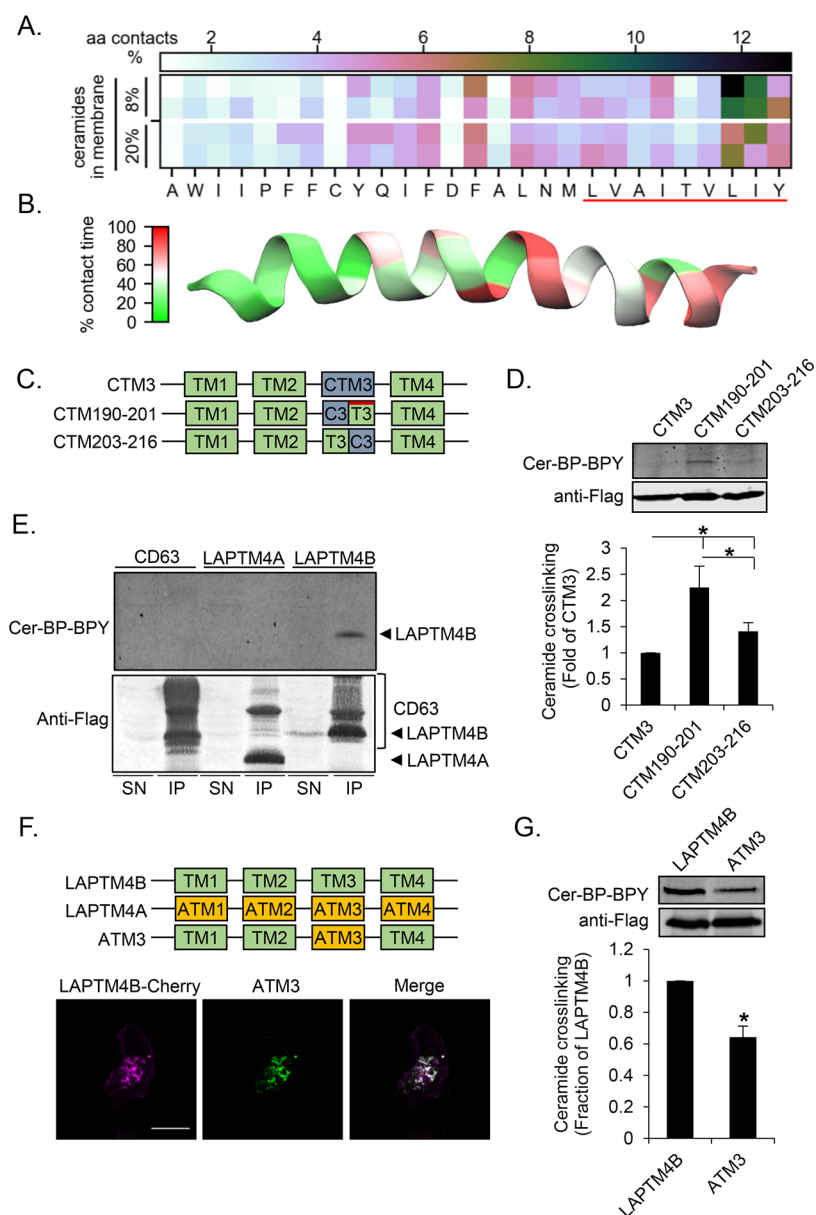 A.
aa contacts 2 4 6 8 10 12
%
ceramides
in membrane
8%
20%
A W I I P F F C Y Q I F D F A L N M L V A I T V L I Y
B.
% contact time
100
80
60
40
20
0
C.
CTM3 TM1 TM2 CTM3 TM4
CTM190-201 TM1 TM2 C3 T3 TM4
CTM203-216 TM1 TM2 T3 C3 TM4
D.
CTM3
CTM190-201
CTM203-216
Cer-BP-BPY
anti-Flag
*
*
Ceramide crosslinking
(Fold of CTM3)
3
2.5
2
1.5
1
0.5
0
CTM3
CTM190-201
CTM203-216
E.
CD63 LAPTM4A LAPTM4B
Cer-BP-BPY
LAPTM4B
Anti-Flag
CD63
LAPTM4B
LAPTM4A
SN IP SN IP SN IP
F.
LAPTM4B TM1 TM2 TM3 TM4
LAPTM4A ATM1 ATM2 ATM3 ATM4
ATM3 TM1 TM2 ATM3 TM4
LAPTM4B-Cherry ATM3 Merge
G.
LAPTM4B
ATM3
Cer-BP-BPY
anti-Flag
Ceramide crosslinking
(Fraction of LAPTM4B)
1.2
1
0.8
0.6
0.4
0.2
0
*
LAPTM4B
ATM3